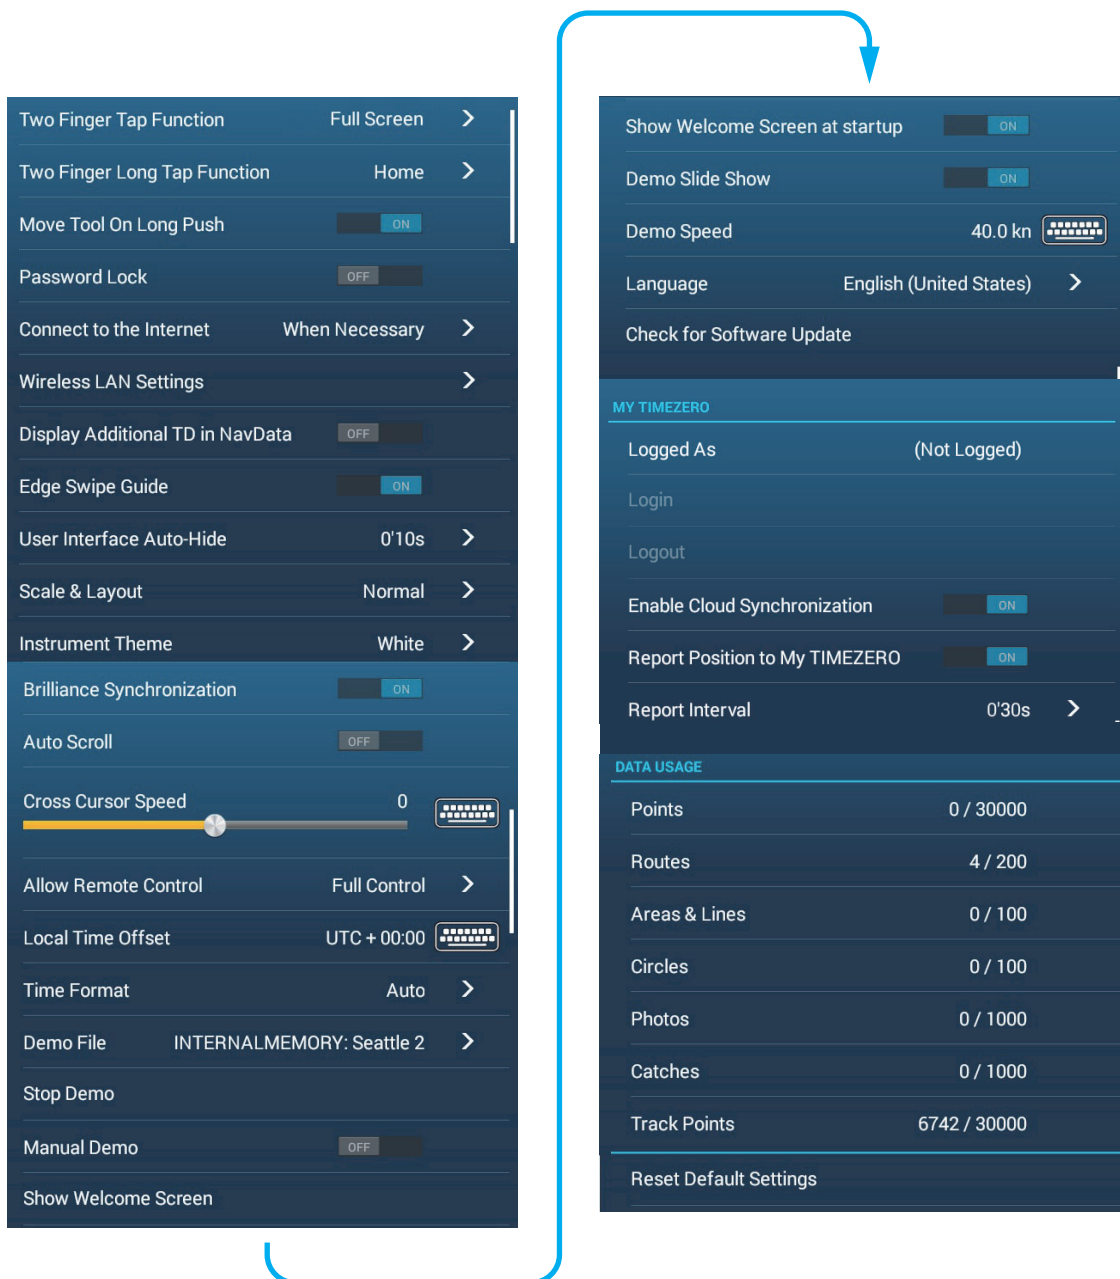 Two Finger Tap Function Full Screen
Two Finger Long Tap Function Home
Move Tool On Long Push ON
Password Lock OFF
Connect to the Internet When Necessary
Wireless LAN Settings
Display Additional TD in NavData OFF
Edge Swipe Guide ON
User Interface Auto-Hide 0'10s
Scale & Layout Normal
Instrument Theme White
Brilliance Synchronization ON
Auto Scroll OFF
Cross Cursor Speed 0
Allow Remote Control Full Control
Local Time Offset UTC + 00:00
Time Format Auto
Demo File INTERNALMEMORY: Seattle 2
Stop Demo
Manual Demo OFF
Show Welcome Screen
Show Welcome Screen at startup ON
Demo Slide Show ON
Demo Speed 40.0 kn
Language English (United States)
Check for Software Update
MY TIMEZERO
Logged As (Not Logged)
Login
Logout
Enable Cloud Synchronization ON
Report Position to My TIMEZERO ON
Report Interval 0'30s
DATA USAGE
Points 0 / 30000
Routes 4 / 200
Areas & Lines 0 / 100
Circles 0 / 100
Photos 0 / 1000
Catches 0 / 1000
Track Points 6742 / 30000
Reset Default Settings